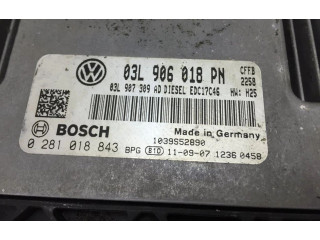 03L 906 018 PN CFFB
2258
03L 907 309 AD DIESEL EDC17C46 HW: H25
BOSCH Made in Germany
1039S52890
0 281 018 843 BPG BID 11-09-07 1236 0458